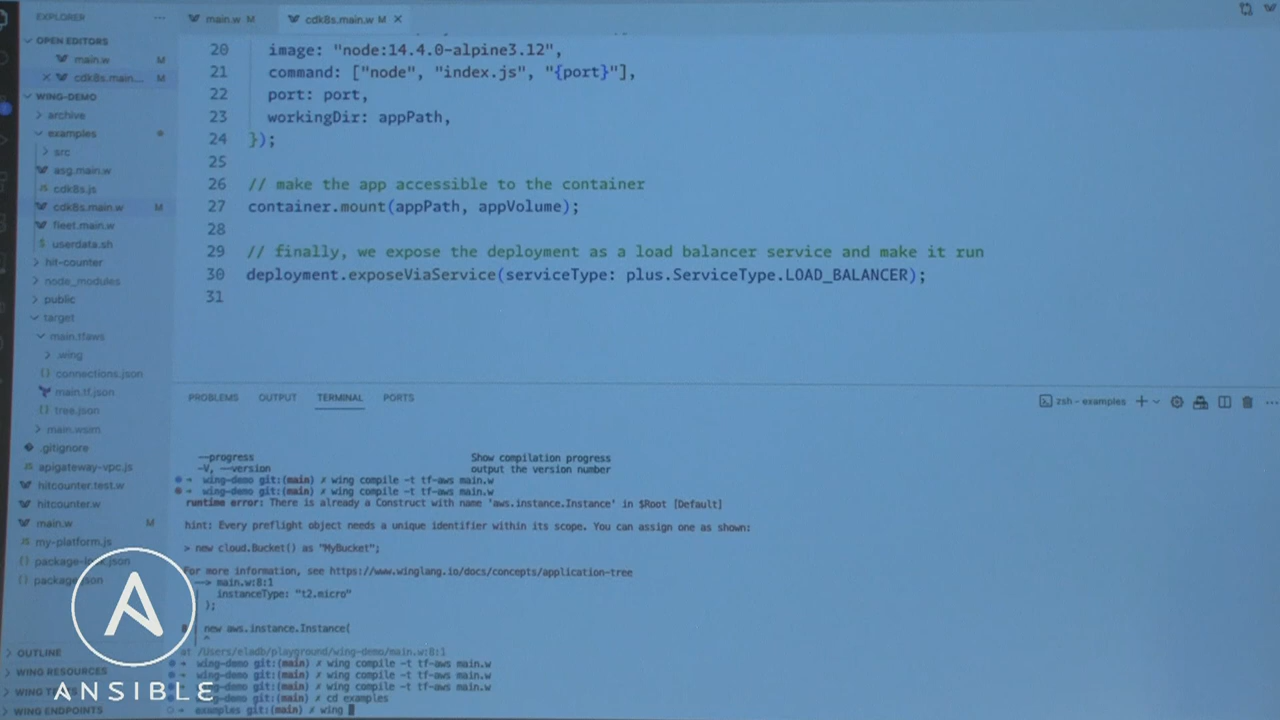 EXPLORER
main.w M
cdk8s.main.w M
OPEN EDITORS
main.w M
cdk8s.main... M
WING-DEMO
archive
examples
src
asg.main.w
cdk8s.js
cdk8s.main.w M
fleet.main.w
userdata.sh
hit-counter
node_modules
public
target
main.tfaws
.wing
connections.json
main.tf.json
tree.json
main.wsim
.gitignore
apigateway-vpc.js
hitcounter.test.w
hitcounter.w
main.w M
my-platform.js
OUTLINE
WING RESOURCES
WING ENDPOINTS
20 image: "node:14.4.0-alpine3.12",
21 command: ["node", "index.js", "{port}"],
22 port: port,
23 workingDir: appPath,
24 });
25
26 // make the app accessible to the container
27 container.mount(appPath, appVolume);
28
29 // finally, we expose the deployment as a load balancer service and make it run
30 deployment.exposeViaService(serviceType: plus.ServiceType.LOAD_BALANCER);
31
PROBLEMS OUTPUT TERMINAL PORTS
zsh - examples
--progress Show compilation progress
-V, --version output the version number
wing-demo git:(main) ✗ wing compile -t tf-aws main.w
wing-demo git:(main) ✗ wing compile -t tf-aws main.w
runtime error: There is already a Construct with name 'aws.instance.Instance' in $Root [Default]
hint: Every preflight object needs a unique identifier within its scope. You can assign one as shown:
> new cloud.Bucket() as "MyBucket";
For more information, see https://www.winglang.io/docs/concepts/application-tree
--> main.w:8:1
instanceType: "t2.micro"
| );
8 | new aws.instance.Instance(
^
at /Users/eladb/playground/wing-demo/main.w:8:1
wing-demo git:(main) ✗ wing compile -t tf-aws main.w
wing-demo git:(main) ✗ wing compile -t tf-aws main.w
wing-demo git:(main) ✗ wing compile -t tf-aws main.w
wing-demo git:(main) ✗ cd examples
examples git:(main) ✗ wing
ANSIBLE